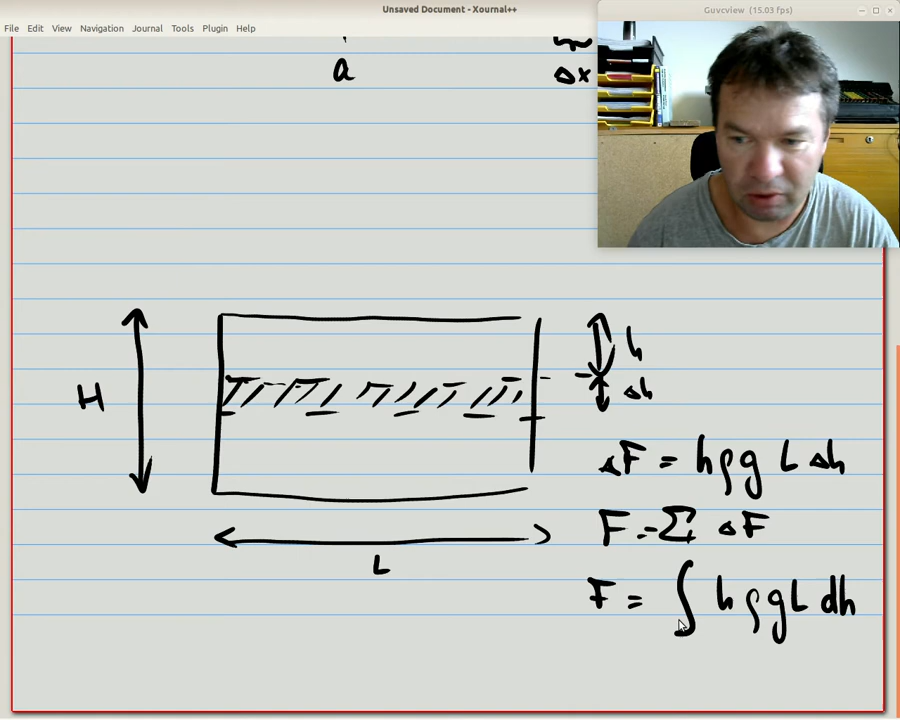 Unsaved Document - Xournal++
Guvcview (15.03 fps)
File Edit View Navigation Journal Tools Plugin Help
a
Δx
h
H
Δh
ΔF = hρg L Δh
F = Σ ΔF
L
F = ∫ hρgL dh